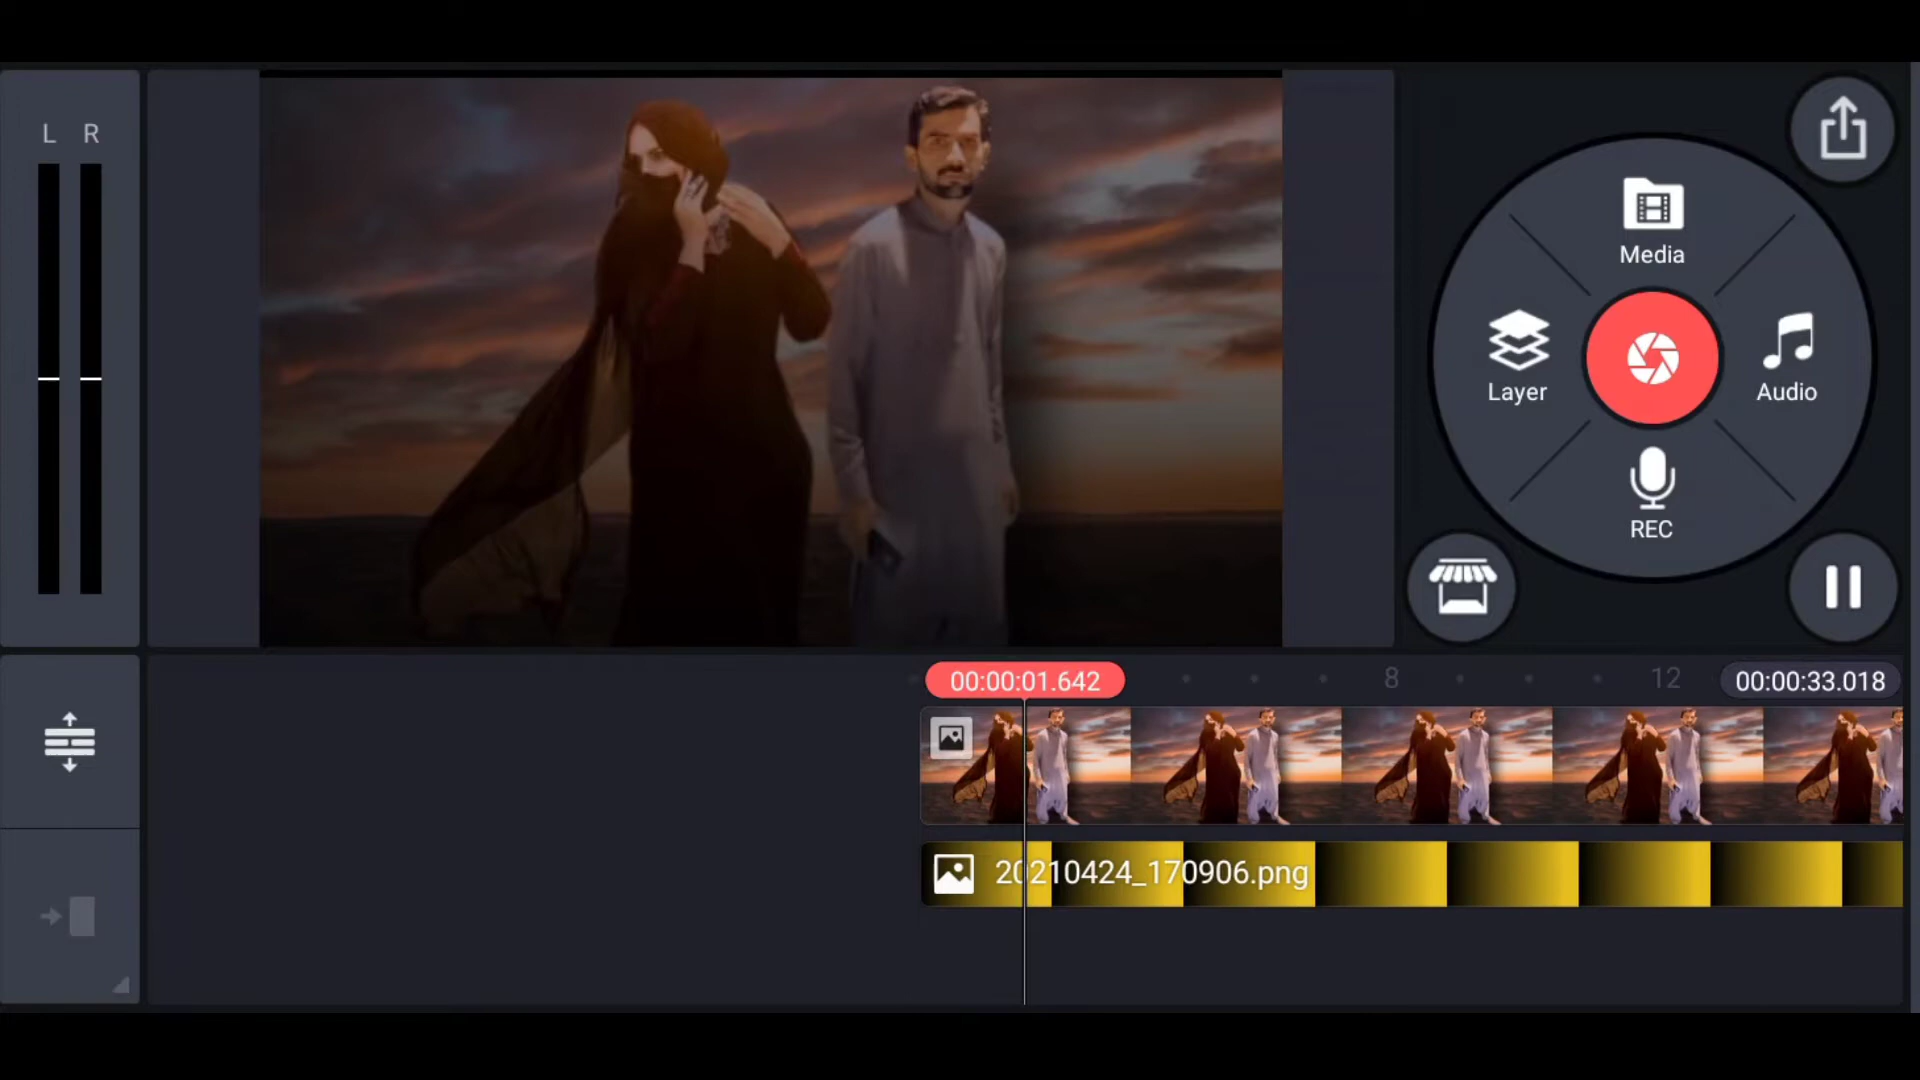 L R
Media
Layer
Audio
REC
00:00:01.642
8
12
00:00:33.018
20210424_170906.png